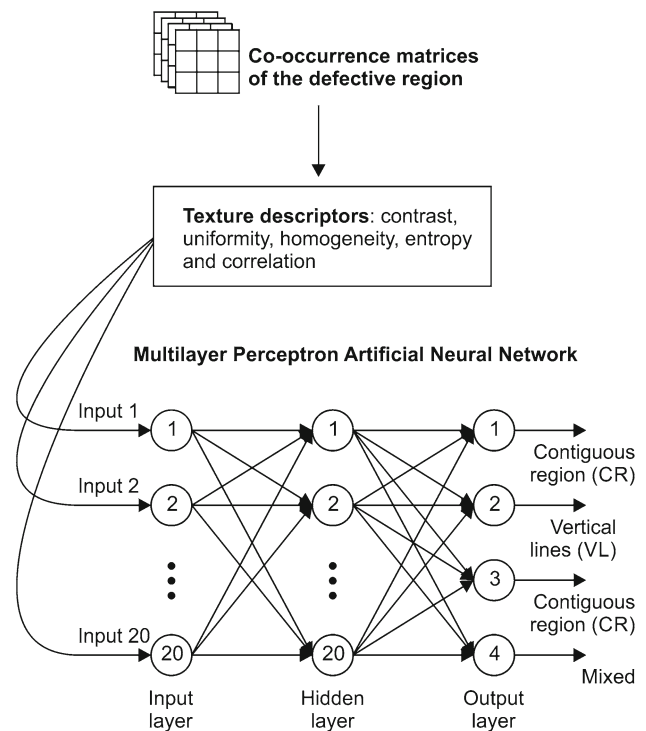 Co-occurrence matrices
of the defective region
Texture descriptors: contrast,
uniformity, homogeneity, entropy
and correlation
Multilayer Perceptron Artificial Neural Network
Input 1
1
1
1
Contiguous
region (CR)
Input 2
2
2
2
Vertical
lines (VL)
3
Contiguous
region (CR)
Input 20
20
20
4
Mixed
Input
layer
Hidden
layer
Output
layer